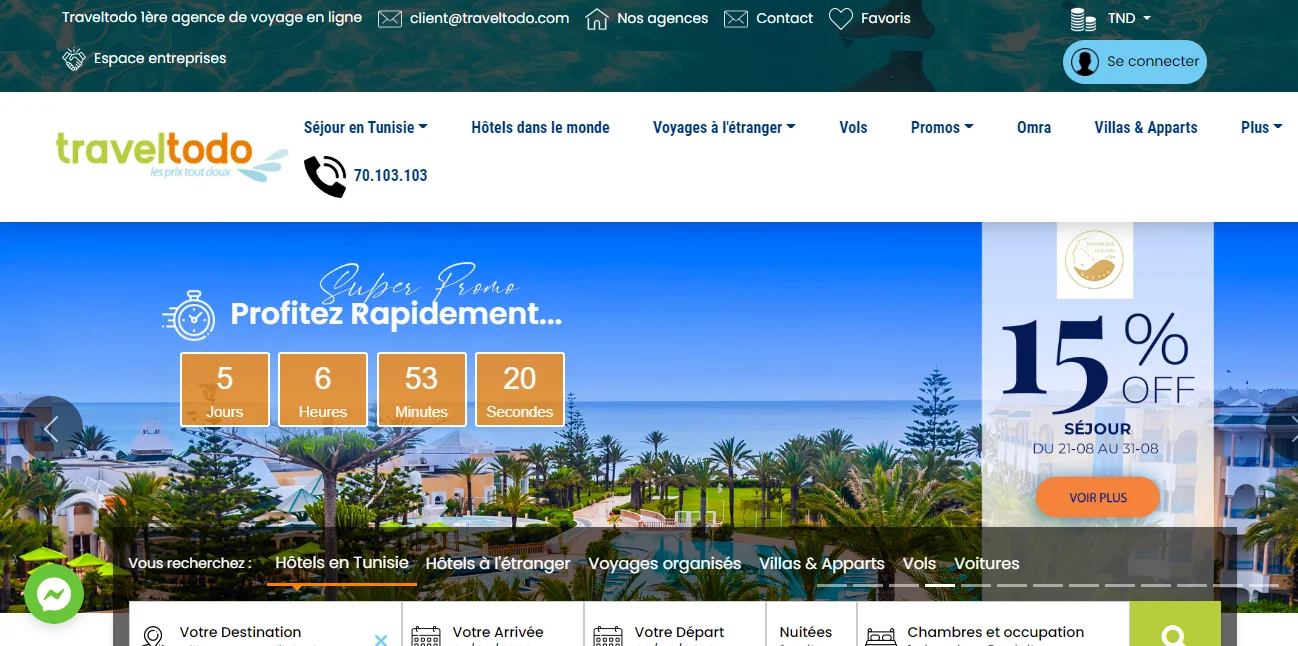 Traveltodo 1ère agence de voyage en ligne
client@traveltodo.com
Nos agences
Contact
Favoris
TND
Espace entreprises
Se connecter
Séjour en Tunisie
Hôtels dans le monde
Voyages à l'étranger
Vols
Promos
Omra
Villas & Apparts
Plus
traveltodo
les prix tout doux
70.103.103
Super Promo
Profitez Rapidement...
5
Jours
6
Heures
53
Minutes
20
Secondes
15% OFF
SÉJOUR
DU 21-08 AU 31-08
VOIR PLUS
Vous recherchez :
Hôtels en Tunisie
Hôtels à l'étranger
Voyages organisés
Villas & Apparts
Vols
Voitures
Votre Destination
Votre Arrivée
Votre Départ
Nuitées
Chambres et occupation